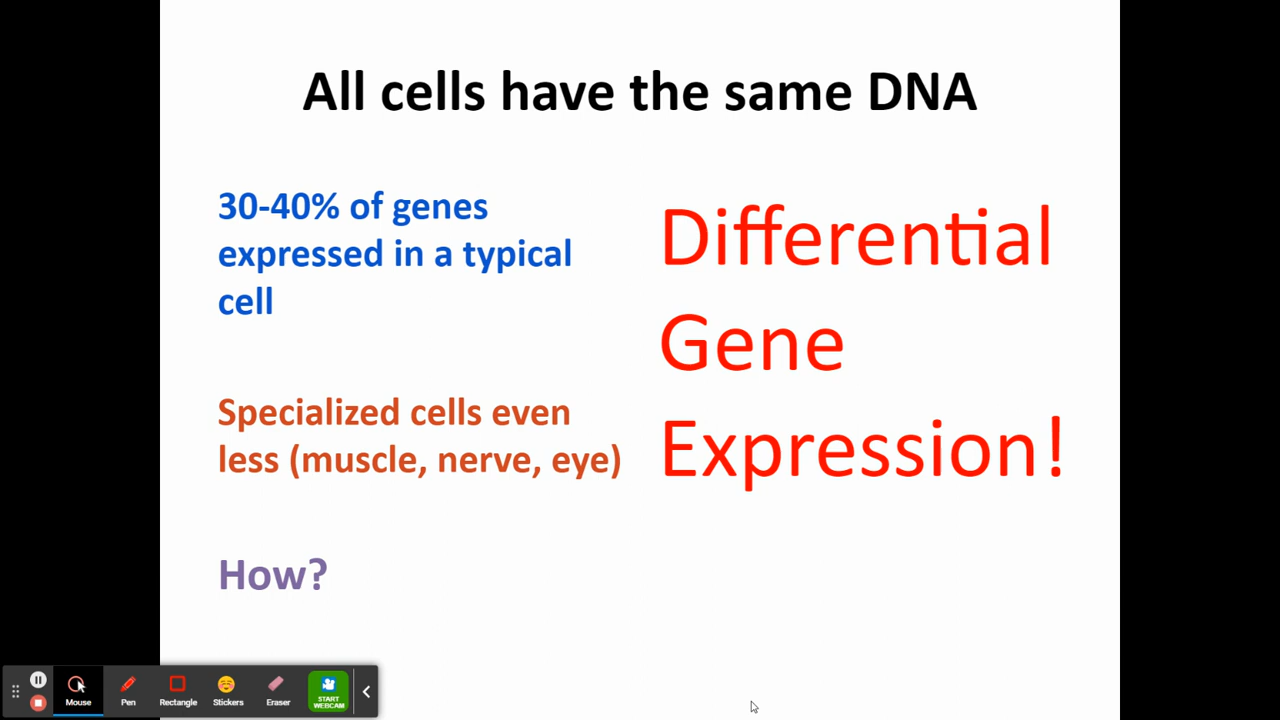 All cells have the same DNA
30-40% of genes
expressed in a typical
cell
Specialized cells even
less (muscle, nerve, eye)
How?
Differential
Gene
Expression!
Mouse
Pen
Rectangle
Stickers
Eraser
START
WEBCAM